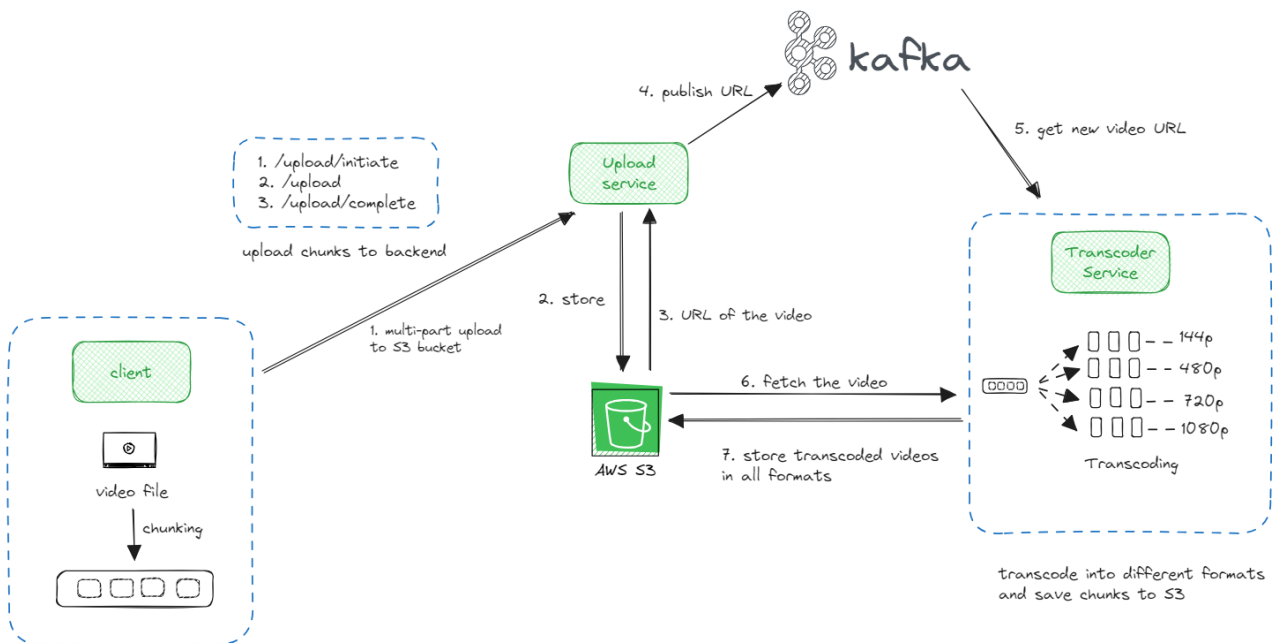 kafka
4. publish URL
5. get new video URL
1. /upload/initiate
2. /upload
3. /upload/complete
upload chunks to backend
Upload
service
Transcoder
Service
2. store
3. URL of the video
1. multi-part upload
to S3 bucket
client
144p
480p
720p
1080p
Transcoding
6. fetch the video
7. store transcoded videos
in all formats
AWS S3
video file
chunking
transcode into different formats
and save chunks to S3